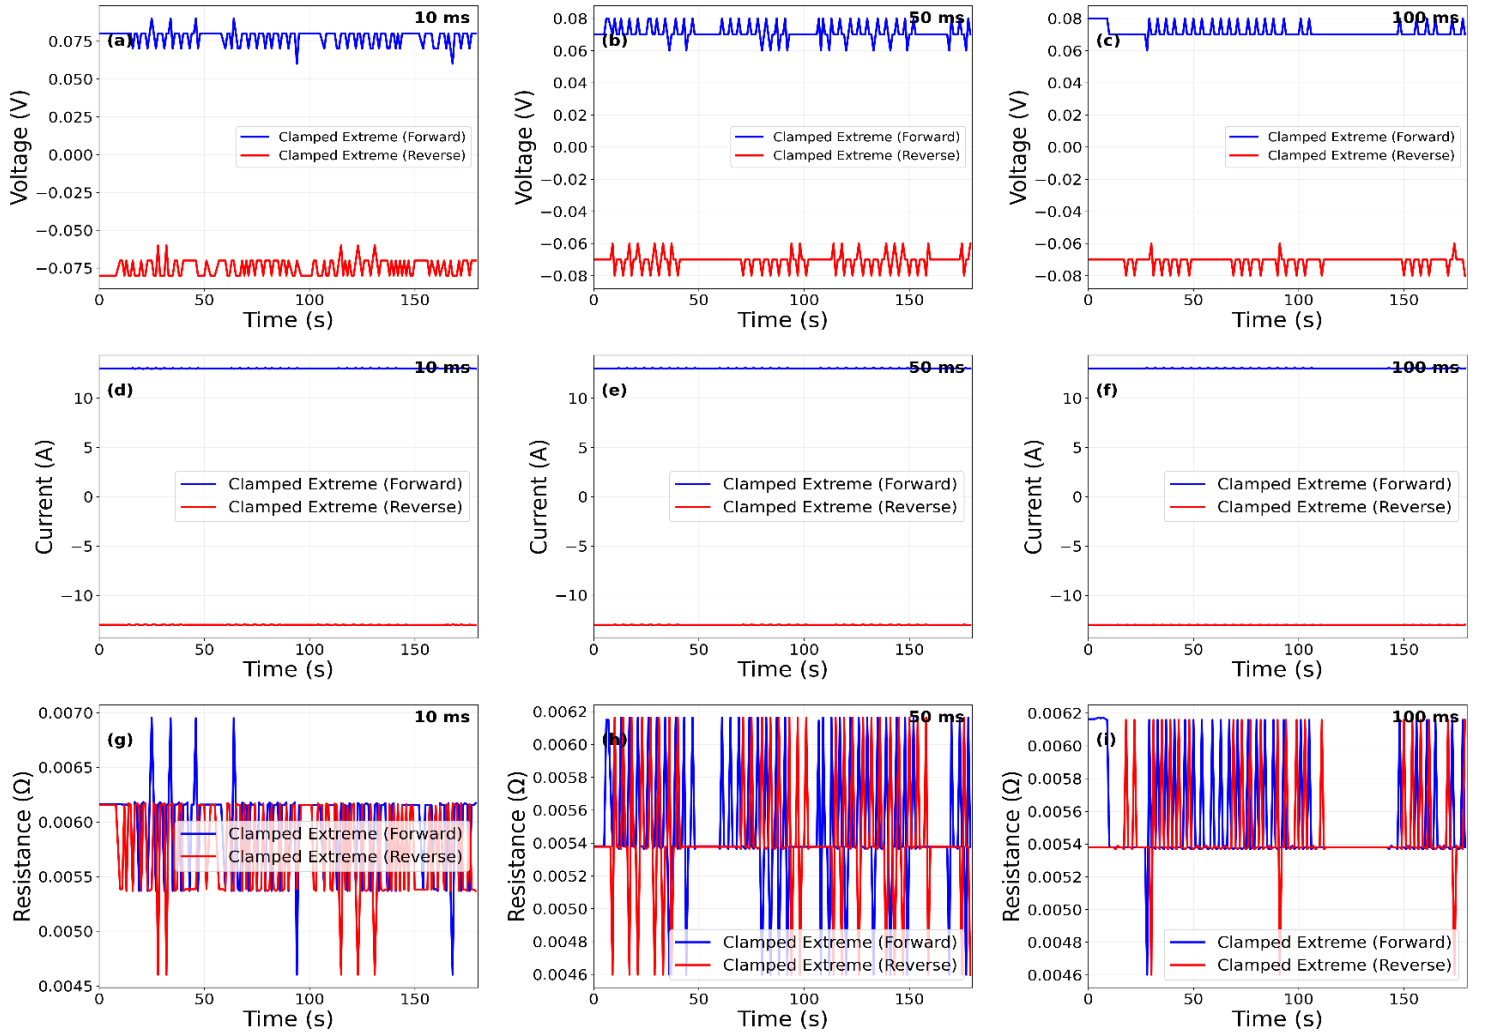 10 ms
(a)
0.075
0.050
0.025
0.000
−0.025
−0.050
−0.075
Voltage (V)
Clamped Extreme (Forward)
Clamped Extreme (Reverse)
0 50 100 150
Time (s)
50 ms
(b)
0.08
0.06
0.04
0.02
0.00
−0.02
−0.04
−0.06
−0.08
Voltage (V)
Clamped Extreme (Forward)
Clamped Extreme (Reverse)
0 50 100 150
Time (s)
100 ms
(c)
0.08
0.06
0.04
0.02
0.00
−0.02
−0.04
−0.06
−0.08
Voltage (V)
Clamped Extreme (Forward)
Clamped Extreme (Reverse)
0 50 100 150
Time (s)
10 ms
(d)
10
5
0
−5
−10
Current (A)
Clamped Extreme (Forward)
Clamped Extreme (Reverse)
0 50 100 150
Time (s)
50 ms
(e)
10
5
0
−5
−10
Current (A)
Clamped Extreme (Forward)
Clamped Extreme (Reverse)
0 50 100 150
Time (s)
100 ms
(f)
10
5
0
−5
−10
Current (A)
Clamped Extreme (Forward)
Clamped Extreme (Reverse)
0 50 100 150
Time (s)
10 ms
(g)
0.0070
0.0065
0.0060
0.0055
0.0050
0.0045
Resistance (Ω)
Clamped Extreme (Forward)
Clamped Extreme (Reverse)
0 50 100 150
Time (s)
50 ms
(h)
0.0062
0.0060
0.0058
0.0056
0.0054
0.0052
0.0050
0.0048
0.0046
Resistance (Ω)
Clamped Extreme (Forward)
Clamped Extreme (Reverse)
0 50 100 150
Time (s)
100 ms
(i)
0.0062
0.0060
0.0058
0.0056
0.0054
0.0052
0.0050
0.0048
0.0046
Resistance (Ω)
Clamped Extreme (Forward)
Clamped Extreme (Reverse)
0 50 100 150
Time (s)